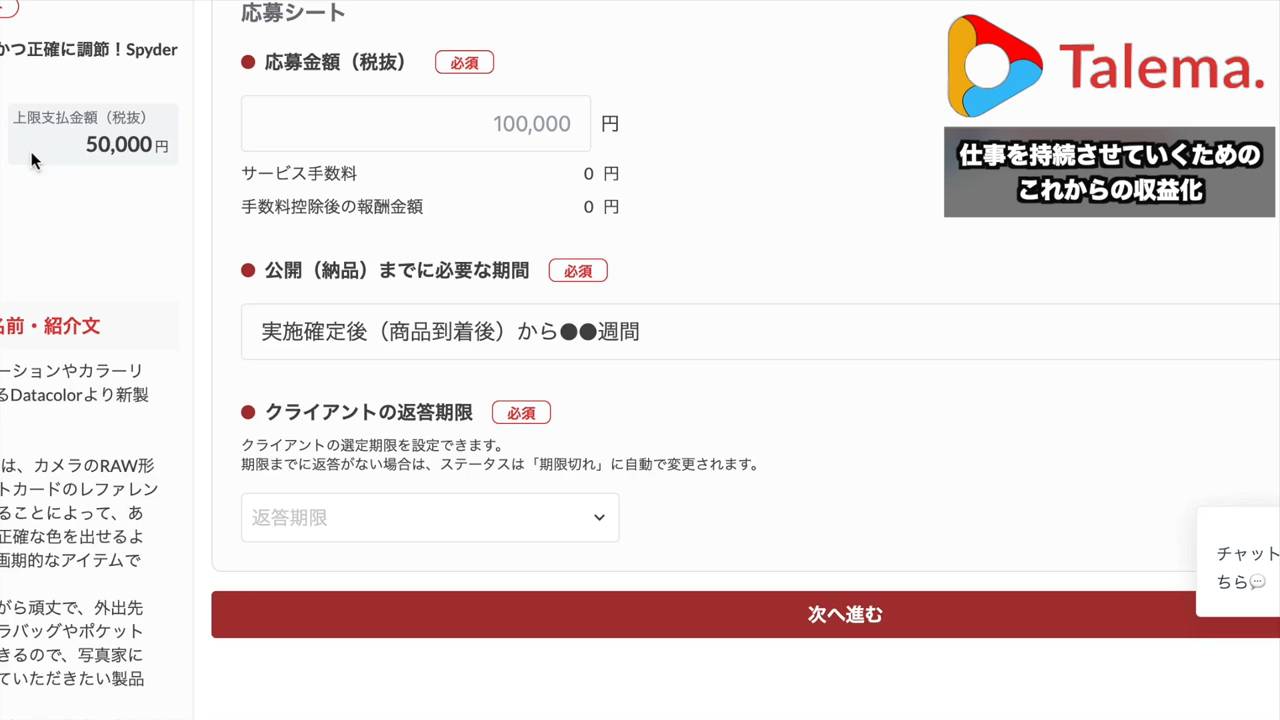 かつ正確に調節！Spyder
上限支払金額（税抜）
50,000 円
名前・紹介文
ーションやカラーリ
るDatacolorより新製
は、カメラのRAW形
トカードのレファレン
ることによって、あ
正確な色を出せるよ
画期的なアイテムで
がら頑丈で、外出先
ラバッグやポケット
きるので、写真家に
ていただきたい製品
応募シート
応募金額（税抜） 必須
100,000 円
サービス手数料 0 円
手数料控除後の報酬金額 0 円
公開（納品）までに必要な期間 必須
実施確定後（商品到着後）から●●週間
クライアントの返答期限 必須
クライアントの選定期限を設定できます。
期限までに返答がない場合は、ステータスは「期限切れ」に自動で変更されます。
返答期限
次へ進む
Talema.
仕事を持続させていくための
これからの収益化
チャット
ちら💬